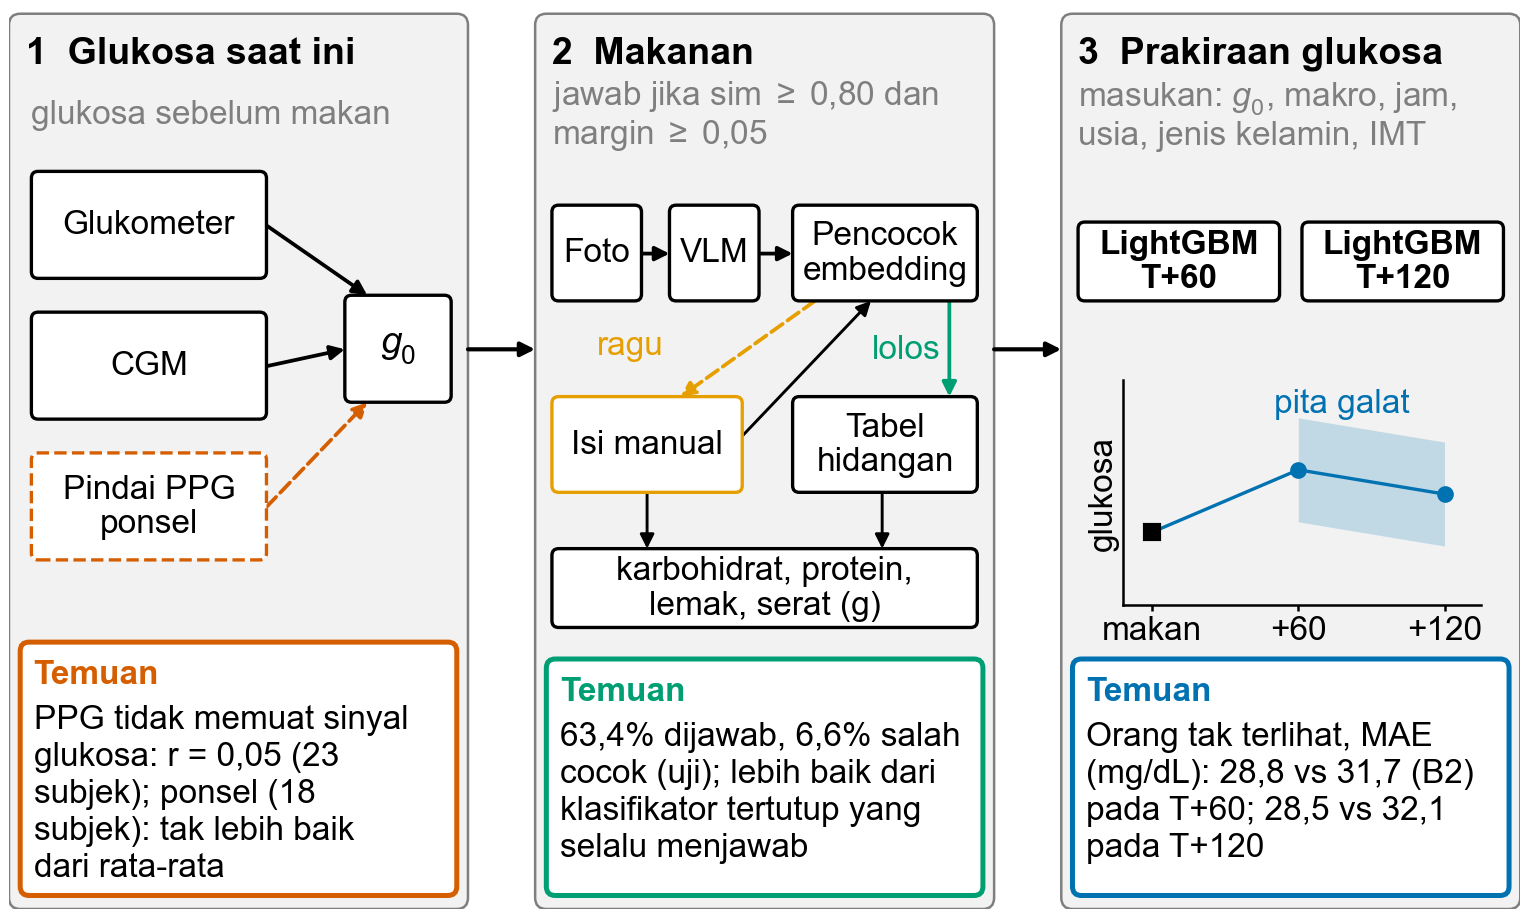 1 Glukosa saat ini
glukosa sebelum makan
Glukometer
CGM
g0
Pindai PPG
ponsel
Temuan
PPG tidak memuat sinyal
glukosa: r = 0,05 (23
subjek); ponsel (18
subjek): tak lebih baik
dari rata-rata
2 Makanan
jawab jika sim ≥ 0,80 dan
margin ≥ 0,05
Foto
VLM
Pencocok
embedding
ragu
lolos
Isi manual
Tabel
hidangan
karbohidrat, protein,
lemak, serat (g)
Temuan
63,4% dijawab, 6,6% salah
cocok (uji); lebih baik dari
klasifikator tertutup yang
selalu menjawab
3 Prakiraan glukosa
masukan: g0, makro, jam,
usia, jenis kelamin, IMT
LightGBM
T+60
LightGBM
T+120
pita galat
glukosa
makan
+60
+120
Temuan
Orang tak terlihat, MAE
(mg/dL): 28,8 vs 31,7 (B2)
pada T+60; 28,5 vs 32,1
pada T+120